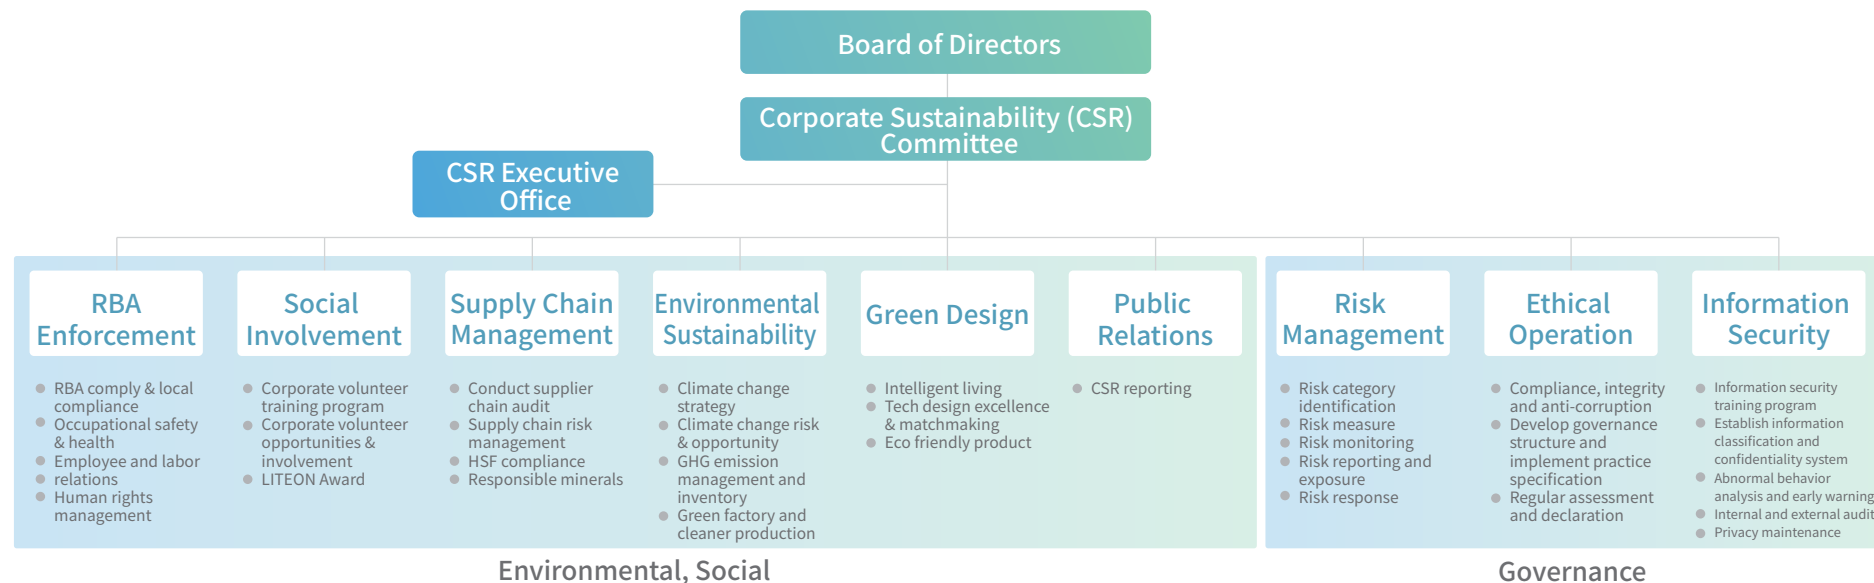 Board of Directors
Corporate Sustainability (CSR)
Committee
CSR Executive
Office
RBA
Enforcement
● RBA comply & local
compliance
● Occupational safety
& health
● Employee and labor
● relations
● Human rights
management
Social
Involvement
● Corporate volunteer
training program
● Corporate volunteer
opportunities &
involvement
● LITEON Award
Supply Chain
Management
● Conduct supplier
chain audit
● Supply chain risk
management
● HSF compliance
● Responsible minerals
Environmental
Sustainability
● Climate change
strategy
● Climate change risk
& opportunity
● GHG emission
management and
inventory
● Green factory and
cleaner production
Green Design
● Intelligent living
● Tech design excellence
& matchmaking
● Eco friendly product
Public
Relations
● CSR reporting
Environmental, Social
Risk
Management
● Risk category
identification
● Risk measure
● Risk monitoring
● Risk reporting and
exposure
● Risk response
Ethical
Operation
● Compliance, integrity
and anti-corruption
● Develop governance
structure and
implement practice
specification
● Regular assessment
and declaration
Information
Security
● Information security
training program
● Establish information
classification and
confidentiality system
● Abnormal behavior
analysis and early warning
● Internal and external audit
● Privacy maintenance
Governance